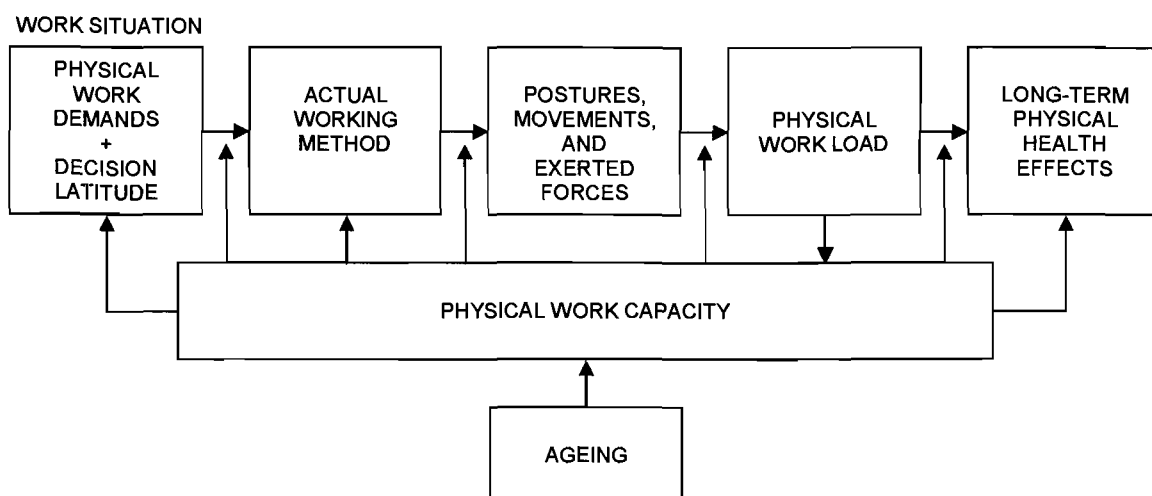 WORK SITUATION
PHYSICAL
WORK
DEMANDS
+
DECISION
LATITUDE
ACTUAL
WORKING
METHOD
POSTURES,
MOVEMENTS,
AND
EXERTED
FORCES
PHYSICAL
WORK LOAD
LONG-TERM
PHYSICAL
HEALTH
EFFECTS
PHYSICAL WORK CAPACITY
AGEING